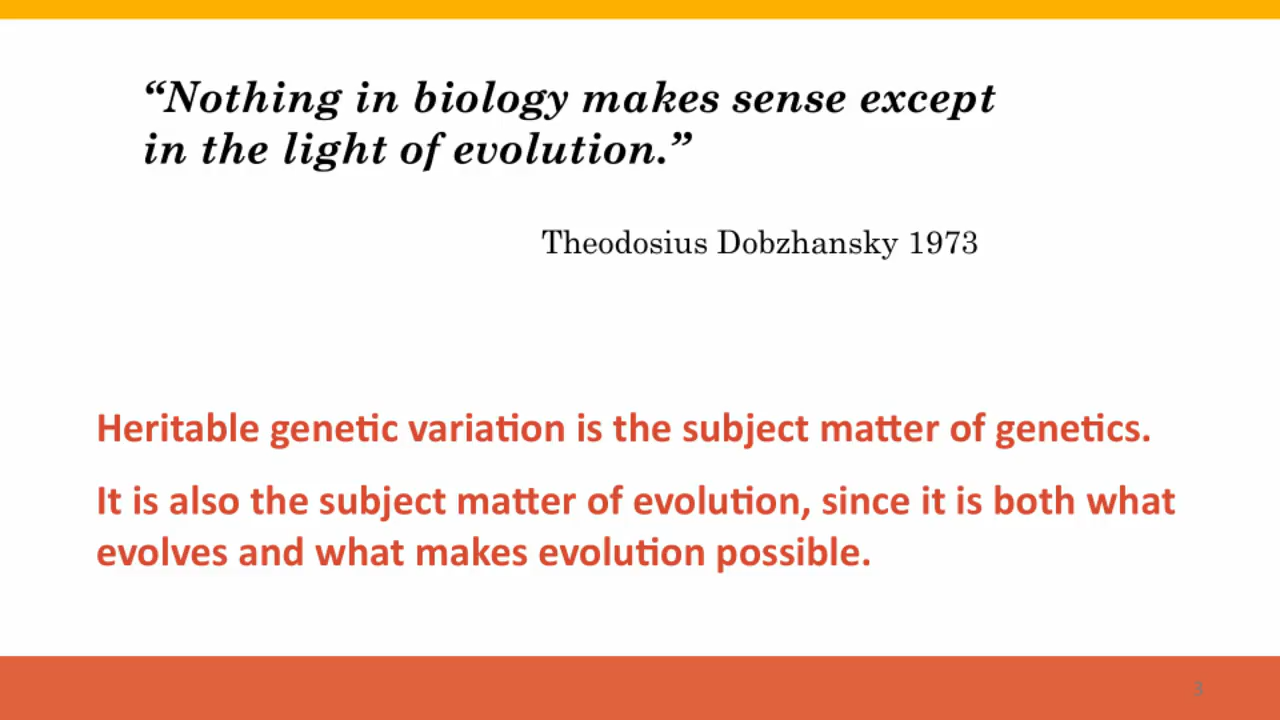 “Nothing in biology makes sense except
in the light of evolution.”
Theodosius Dobzhansky 1973
Heritable genetic variation is the subject matter of genetics.
It is also the subject matter of evolution, since it is both what
evolves and what makes evolution possible.
3